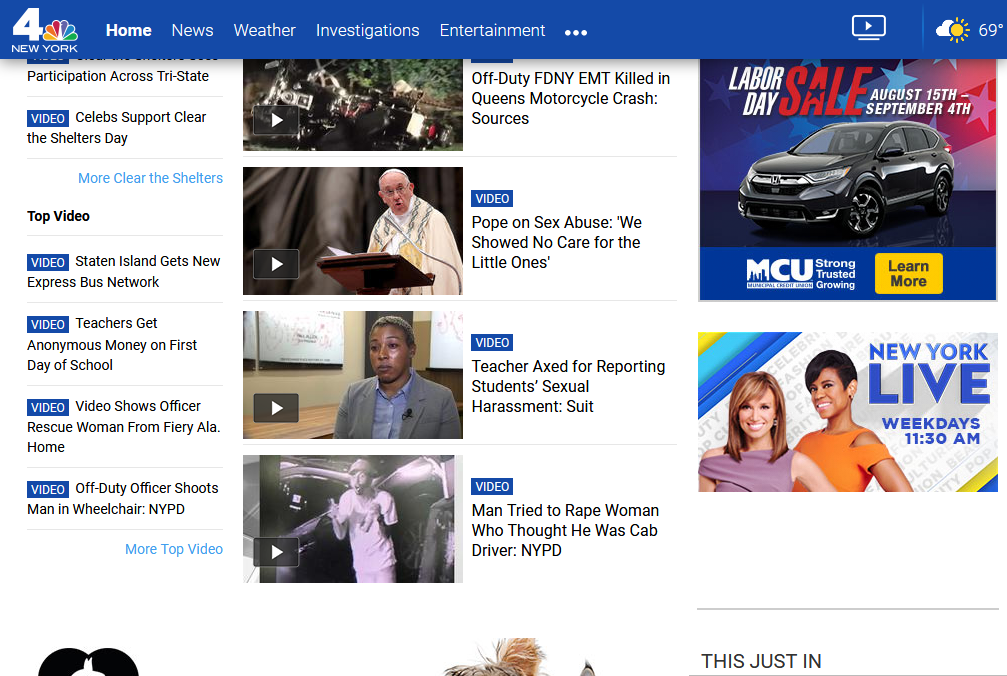 4
NEW YORK
Home
News
Weather
Investigations
Entertainment
69°
Participation Across Tri-State
VIDEO Celebs Support Clear
the Shelters Day
More Clear the Shelters
Top Video
VIDEO Staten Island Gets New
Express Bus Network
VIDEO Teachers Get
Anonymous Money on First
Day of School
VIDEO Video Shows Officer
Rescue Woman From Fiery Ala.
Home
VIDEO Off-Duty Officer Shoots
Man in Wheelchair: NYPD
More Top Video
Off-Duty FDNY EMT Killed in
Queens Motorcycle Crash:
Sources
VIDEO
Pope on Sex Abuse: 'We
Showed No Care for the
Little Ones'
VIDEO
Teacher Axed for Reporting
Students’ Sexual
Harassment: Suit
VIDEO
Man Tried to Rape Woman
Who Thought He Was Cab
Driver: NYPD
LABOR
DAY
SALE
AUGUST 15TH –
SEPTEMBER 4TH
MCU
MUNICIPAL CREDIT UNION
Strong
Trusted
Growing
Learn
More
NEW YORK
LIVE
WEEKDAYS
11:30 AM
THIS JUST IN